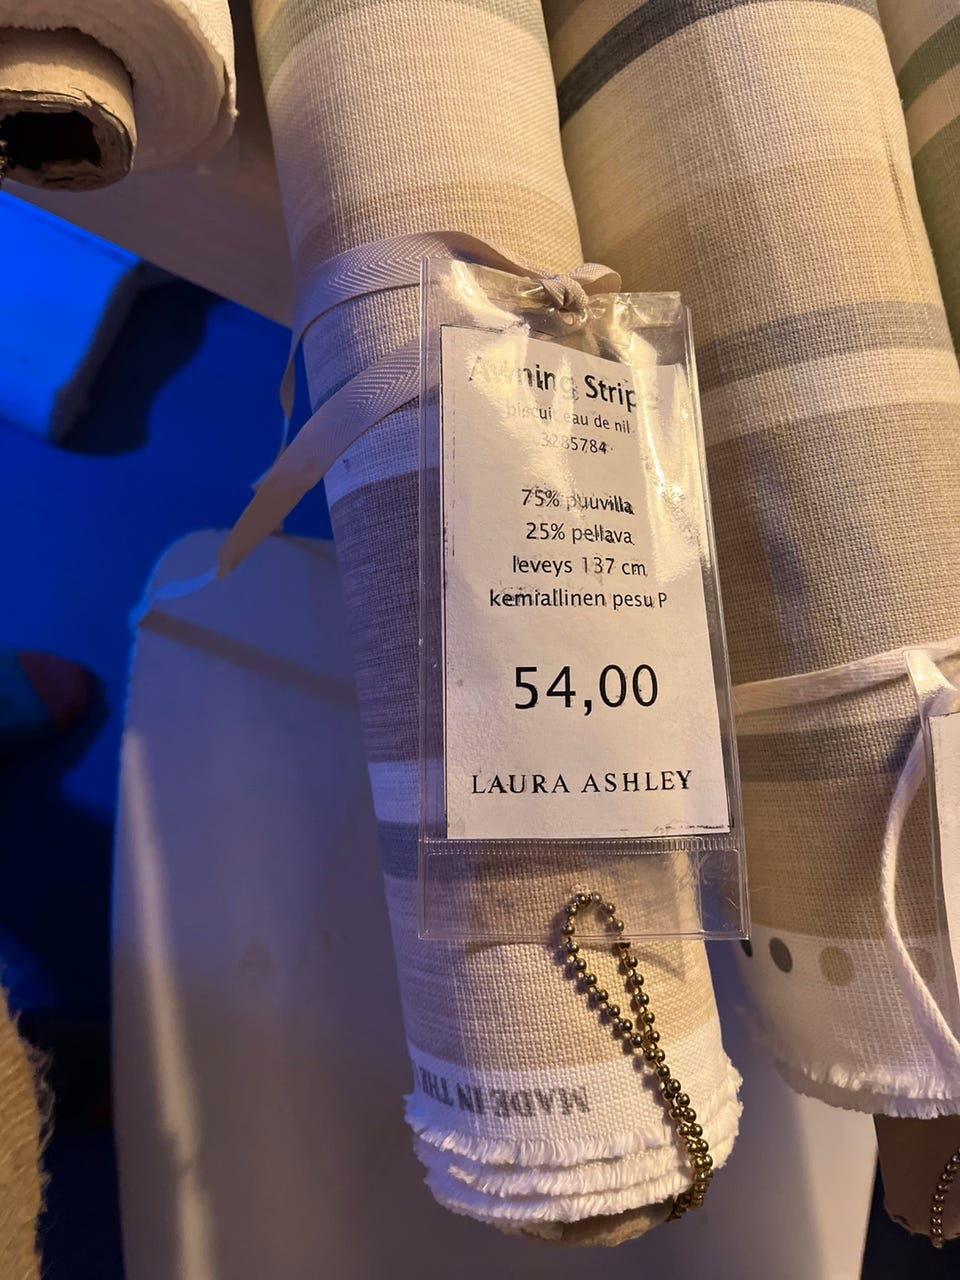 Awning Stripe
biscuit eau de nil
3285784
75% puuvilla
25% pellava
leveys 137 cm
kemiallinen pesu P
54,00
LAURA ASHLEY
MADE IN THE